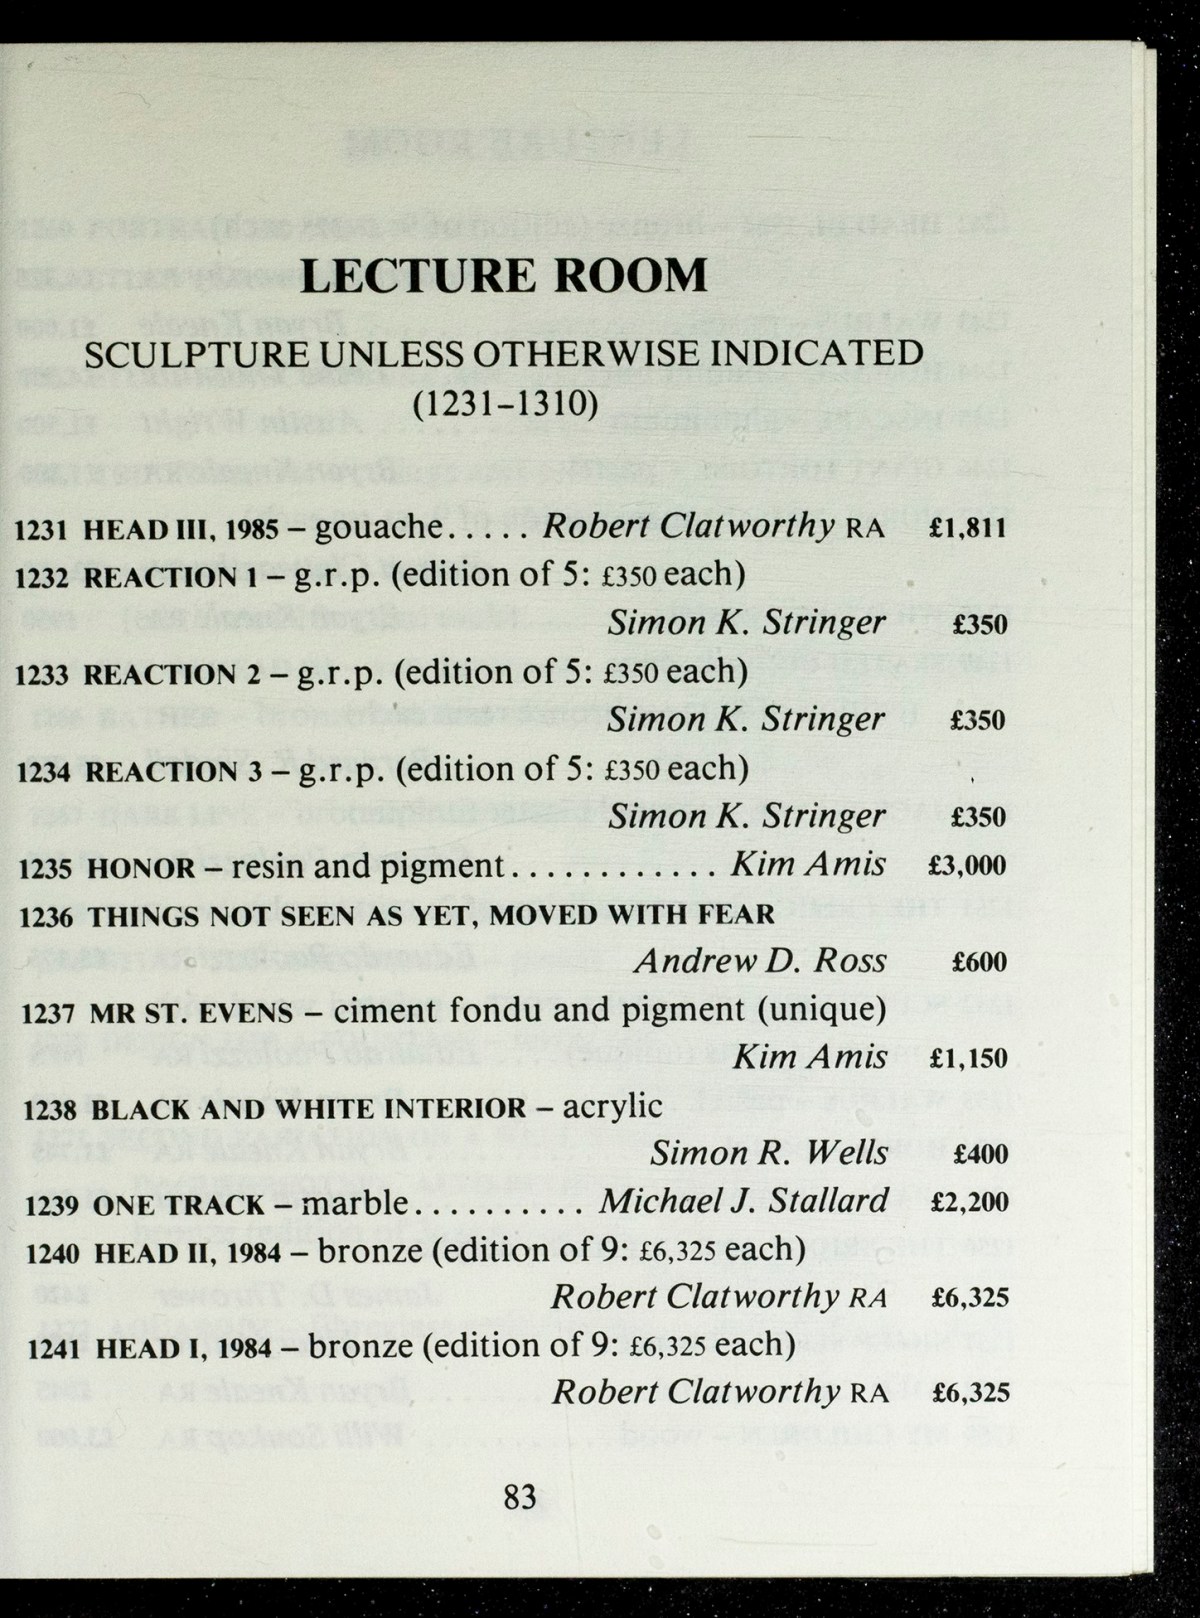 LECTURE ROOM
SCULPTURE UNLESS OTHERWISE INDICATED
(1231–1310)
1231 HEAD III, 1985 – gouache..... Robert Clatworthy RA £1,811
1232 REACTION 1 – g.r.p. (edition of 5: £350 each)
Simon K. Stringer £350
1233 REACTION 2 – g.r.p. (edition of 5: £350 each)
Simon K. Stringer £350
1234 REACTION 3 – g.r.p. (edition of 5: £350 each)
Simon K. Stringer £350
1235 HONOR – resin and pigment............ Kim Amis £3,000
1236 THINGS NOT SEEN AS YET, MOVED WITH FEAR
Andrew D. Ross £600
1237 MR ST. EVENS – ciment fondu and pigment (unique)
Kim Amis £1,150
1238 BLACK AND WHITE INTERIOR – acrylic
Simon R. Wells £400
1239 ONE TRACK – marble.......... Michael J. Stallard £2,200
1240 HEAD II, 1984 – bronze (edition of 9: £6,325 each)
Robert Clatworthy RA £6,325
1241 HEAD I, 1984 – bronze (edition of 9: £6,325 each)
Robert Clatworthy RA £6,325
83